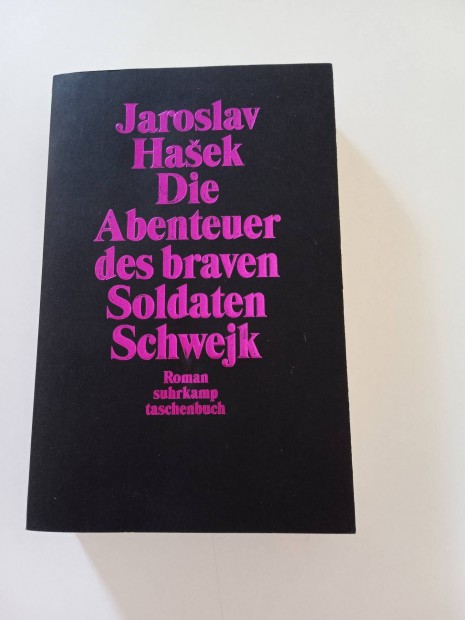 Jaroslav
Hašek
Die
Abenteuer
des braven
Soldaten
Schwejk
Roman
suhrkamp
taschenbuch